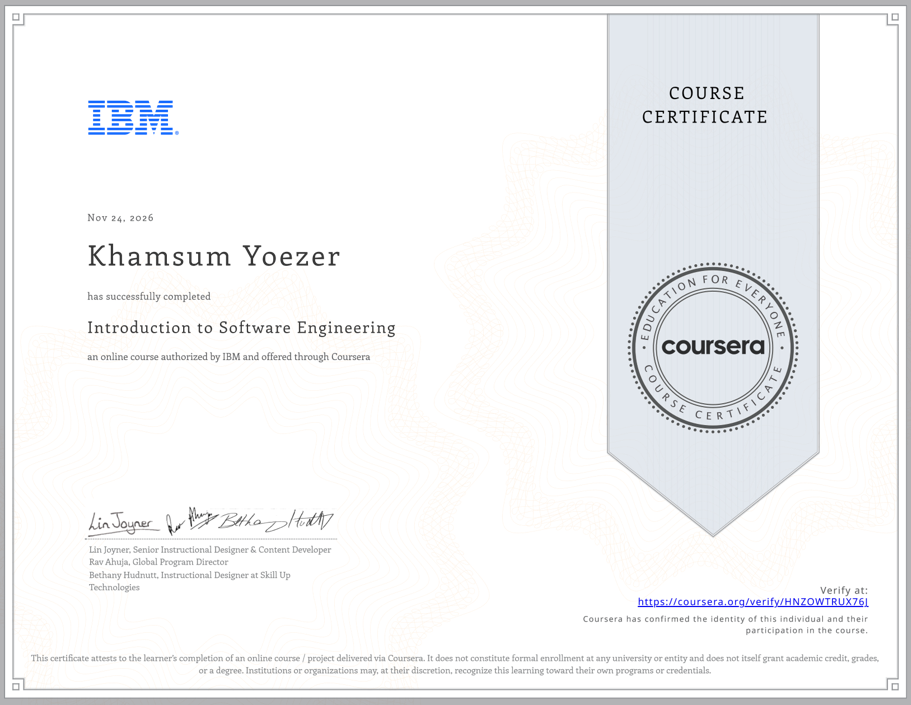 IBM®
COURSE
CERTIFICATE
Nov 24, 2026
Khamsum Yoezer
has successfully completed
Introduction to Software Engineering
an online course authorized by IBM and offered through Coursera
EDUCATION FOR EVERYONE
coursera
COURSE CERTIFICATE
Lin Joyner
Lin Joyner, Senior Instructional Designer & Content Developer
Rav Ahuja, Global Program Director
Bethany Hudnutt, Instructional Designer at Skill Up
Technologies
Verify at:
https://coursera.org/verify/HNZOWTRUX76J
Coursera has confirmed the identity of this individual and their
participation in the course.
This certificate attests to the learner's completion of an online course / project delivered via Coursera. It does not constitute formal enrollment at any university or entity and does not itself grant academic credit, grades,
or a degree. Institutions or organizations may, at their discretion, recognize this learning toward their own programs or credentials.